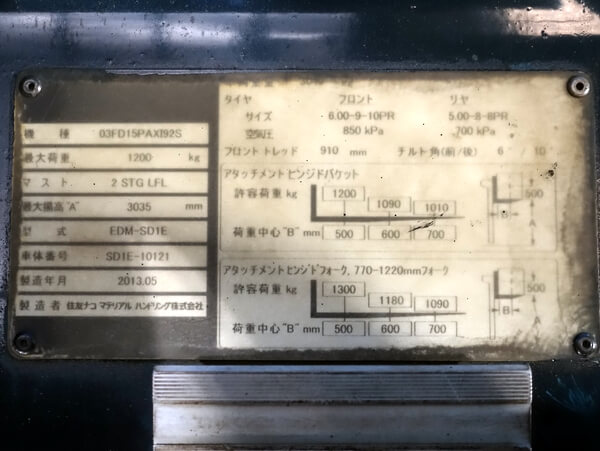 機 種 03FD15PAXI92S
最大荷重 1200 kg
マスト 2 STG LFL
最大揚高"A" 3035 mm
型 式 EDM-SD1E
車体番号 SD1E-10121
製造年月 2013.05
製造者 住友ナコ マテリアル ハンドリング株式会社
タイヤ フロント リヤ
サイズ 6.00-9-10PR 5.00-8-8PR
空気圧 850 kPa 700 kPa
フロント トレッド 910 mm チルト角(前/後) 6 / 10
アタッチメント ヒンジドバケット
許容荷重 kg 1200 1090 1010
荷重中心"B" mm 500 600 700
500
A
B
アタッチメント ヒンジドフォーク, 770-1220mmフォーク
許容荷重 kg 1300 1180 1090
荷重中心"B" mm 500 600 700
500
A
B